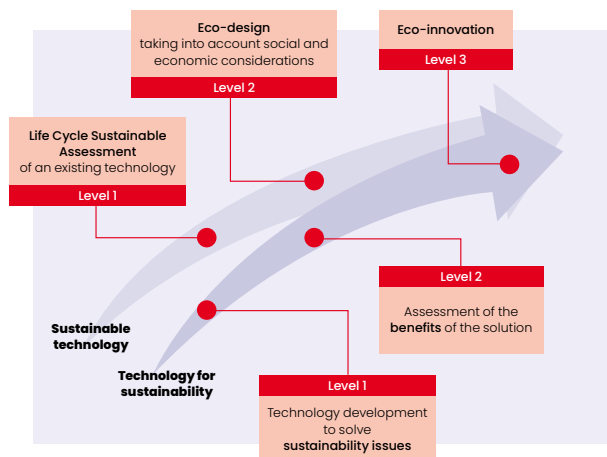 Eco-design
taking into account social and
economic considerations
Level 2
Eco-innovation
Level 3
Life Cycle Sustainable
Assessment
of an existing technology
Level 1
Level 2
Assessment of the
benefits of the solution
Sustainable
technology
Technology for
sustainability
Level 1
Technology development
to solve
sustainability issues